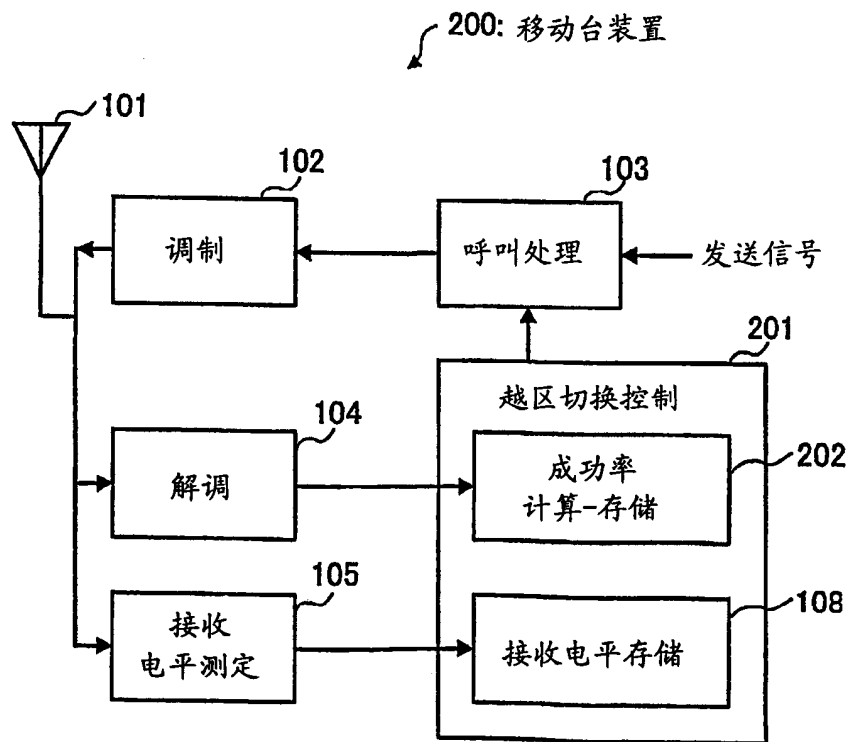 200: 移动台装置
101
102
103
调制
呼叫处理
发送信号
201
越区切换控制
104
202
解调
成功率
计算-存储
105
108
接收
电平测定
接收电平存储